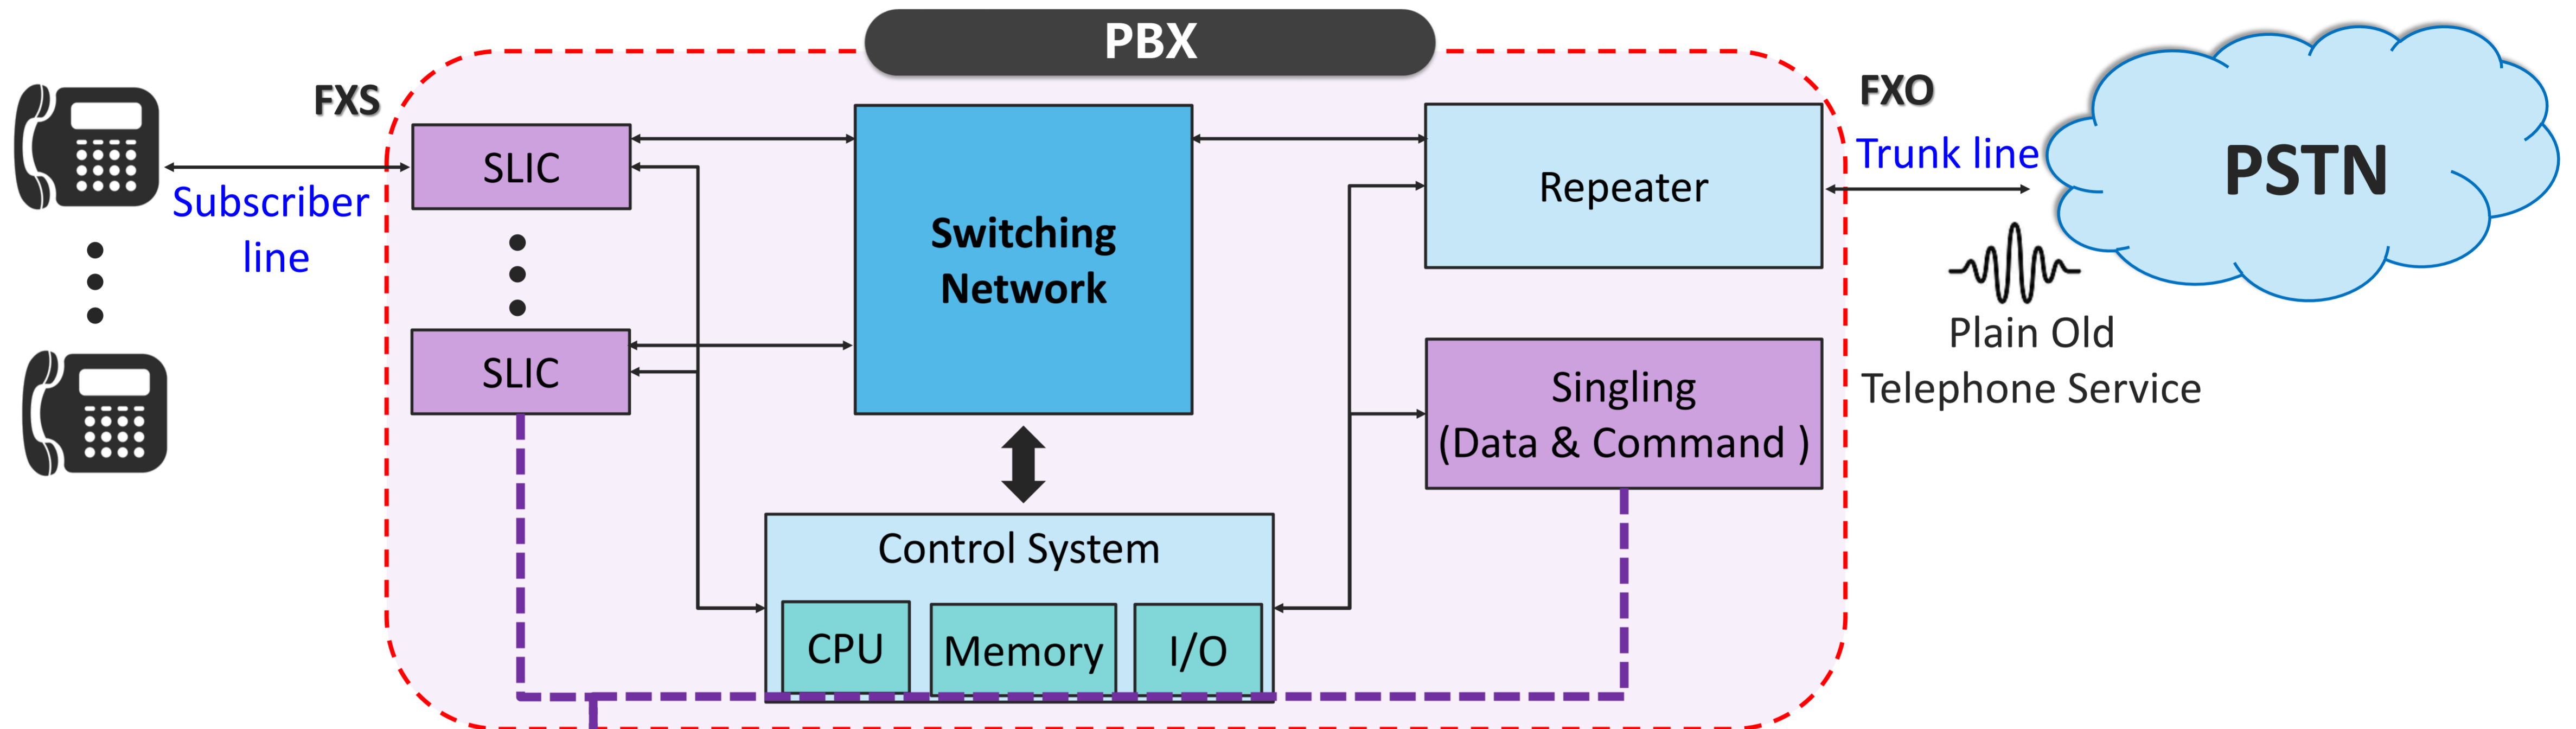 PBX
FXS
FXO
SLIC
Subscriber
line
Switching
Network
Repeater
Trunk line
PSTN
Plain Old
Telephone Service
SLIC
Singling
(Data & Command )
Control System
CPU
Memory
I/O